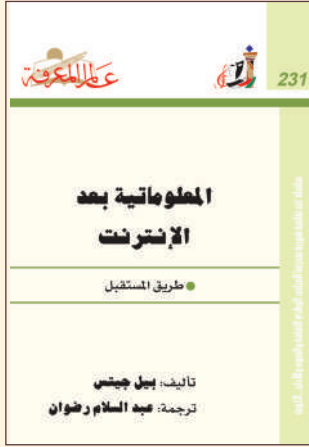 عالم المعرفة
231
المعلوماتية بعد
الإنترنت
طريق المستقبل
تأليف: بيل جيتس
ترجمة: عبد السلام رضوان